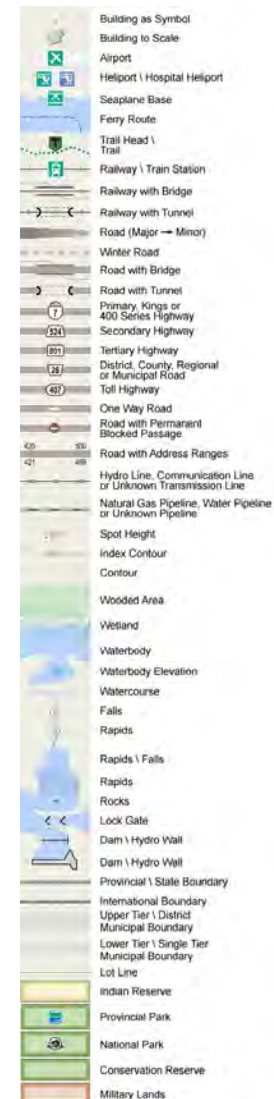 Building as Symbol
Building to Scale
Airport
Heliport \ Hospital Heliport
Seaplane Base
Ferry Route
Trail Head \
Trail
Railway \ Train Station
Railway with Bridge
Railway with Tunnel
Road (Major → Minor)
Winter Road
Road with Bridge
Road with Tunnel
7
Primary, Kings or
400 Series Highway
524
Secondary Highway
801
Tertiary Highway
28
District, County, Regional
or Municipal Road
407
Toll Highway
One Way Road
Road with Permanent
Blocked Passage
Road with Address Ranges
Hydro Line, Communication Line
or Unknown Transmission Line
Natural Gas Pipeline, Water Pipeline
or Unknown Pipeline
Spot Height
Index Contour
Contour
Wooded Area
Wetland
Waterbody
Waterbody Elevation
Watercourse
Falls
Rapids
Rapids \ Falls
Rapids
Rocks
Lock Gate
Dam \ Hydro Wall
Dam \ Hydro Wall
Provincial \ State Boundary
International Boundary
Upper Tier \ District
Municipal Boundary
Lower Tier \ Single Tier
Municipal Boundary
Lot Line
Indian Reserve
Provincial Park
National Park
Conservation Reserve
Military Lands